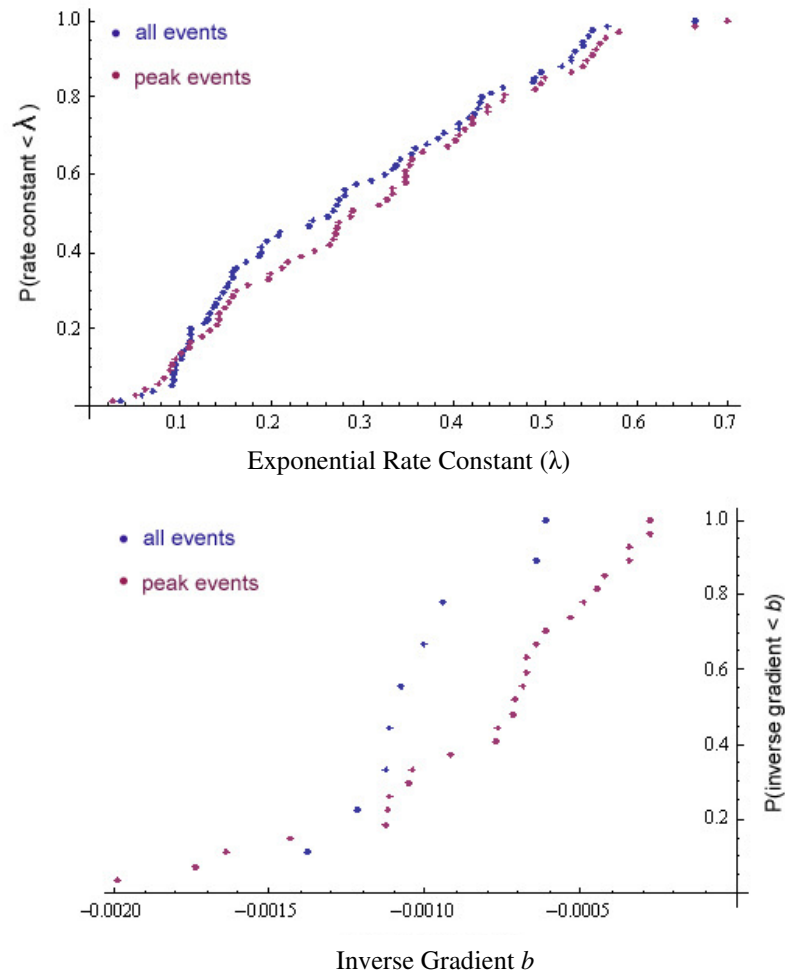 1.0
all events
peak events
0.8
0.6
0.4
0.2
P(rate constant < λ)
0.1 0.2 0.3 0.4 0.5 0.6 0.7
Exponential Rate Constant (λ)
1.0
all events
peak events
0.8
0.6
0.4
0.2
P(inverse gradient < b)
−0.0020 −0.0015 −0.0010 −0.0005
Inverse Gradient b